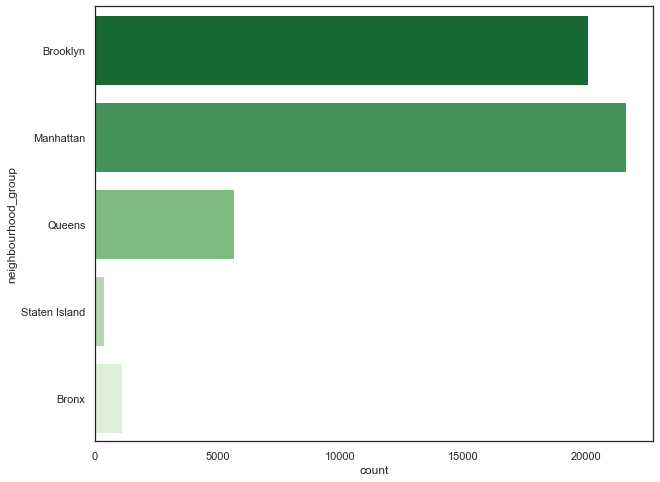 Brooklyn
Manhattan
Queens
Staten Island
Bronx
neighbourhood_group
0 5000 10000 15000 20000
count